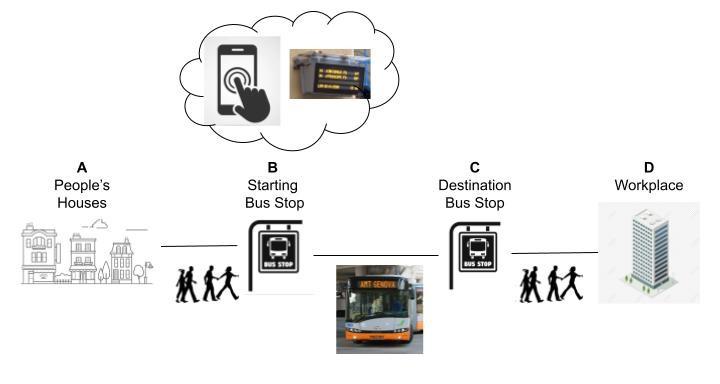 A
People's
Houses
B
Starting
Bus Stop
C
Destination
Bus Stop
D
Workplace
BUS STOP
BUS STOP
AMT GENOVA